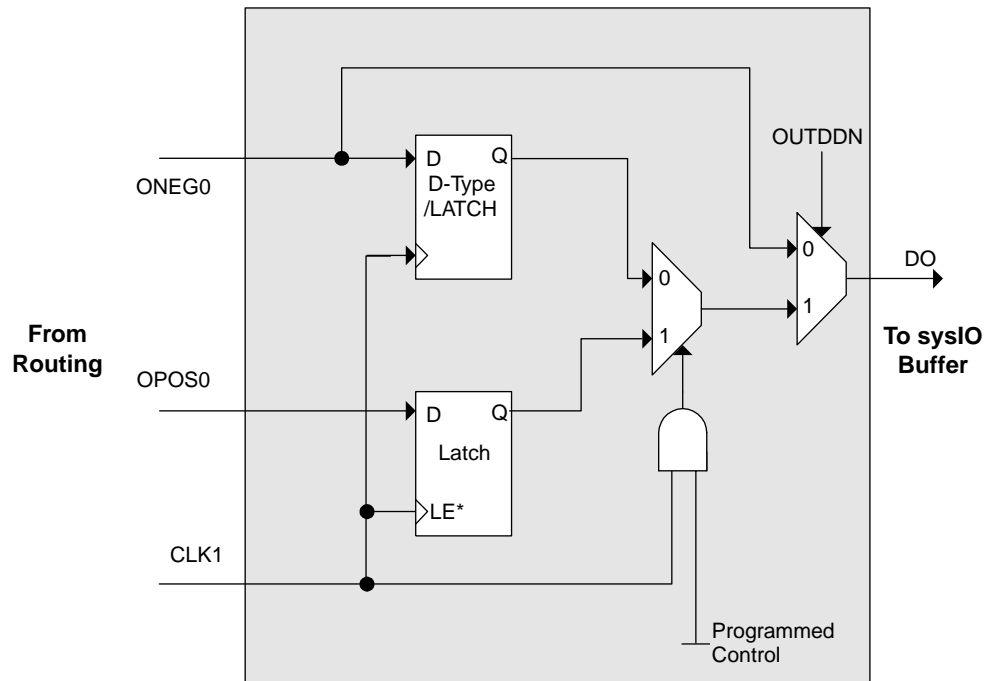 OUTDDN
D Q
D-Type
/LATCH
ONEG0
0
DO
0
1
1
From
Routing
To sysIO
Buffer
OPOS0
D Q
Latch
LE*
CLK1
Programmed
Control